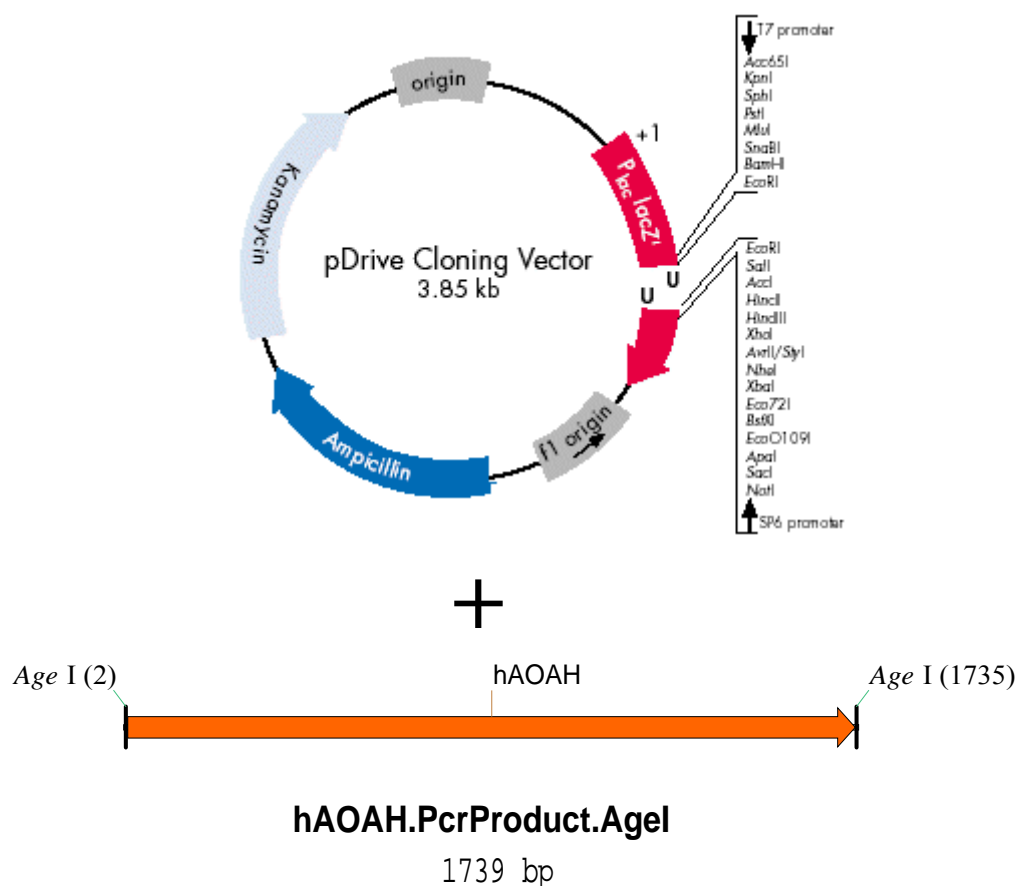 T7 promoter
Acc65I
KpnI
SphI
PstI
MluI
SnaBI
BamHI
EcoRI
origin
+1
Plac lacZ'
Kanamycin
pDrive Cloning Vector
3.85 kb
U
U
EcoRI
SalI
AccI
HincII
HindIII
XhoI
AvrII/StyI
NheI
XbaI
Eco72I
BstXI
EcoO109I
ApaI
SacI
NotI
SP6 promoter
f1 origin
Ampicillin
+
Age I (2)
hAOAH
Age I (1735)
hAOAH.PcrProduct.AgeI
1739 bp